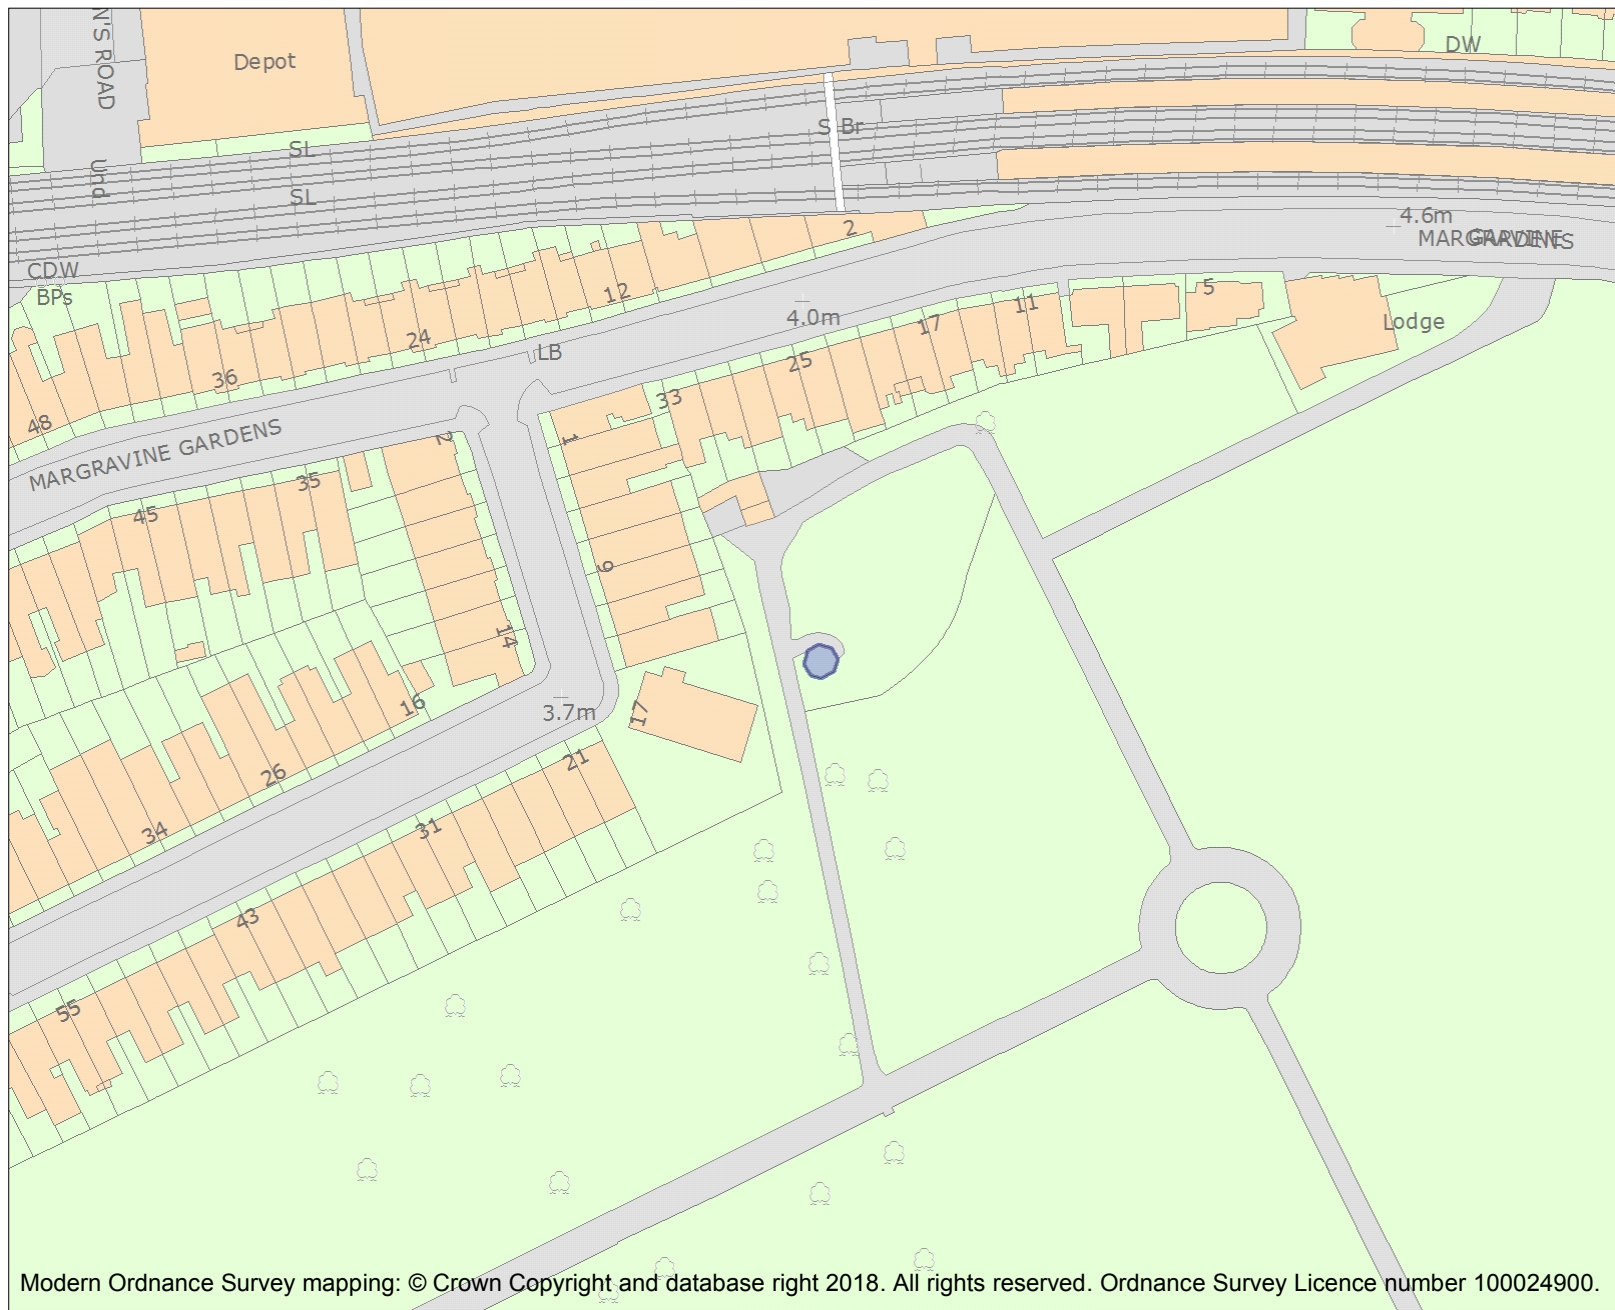 N'S ROAD
Depot
DW
S Br
SL
Und
SL
4.6m
MARGRAVINE
GARDENS
2
CDW
BPs
12
5
11
4.0m
17
Lodge
24
LB
25
36
33
48
1
2
MARGRAVINE GARDENS
35
45
9
14
16
3.7m
17
21
26
34
31
43
55
Modern Ordnance Survey mapping: © Crown Copyright and database right 2018. All rights reserved. Ordnance Survey Licence number 100024900.